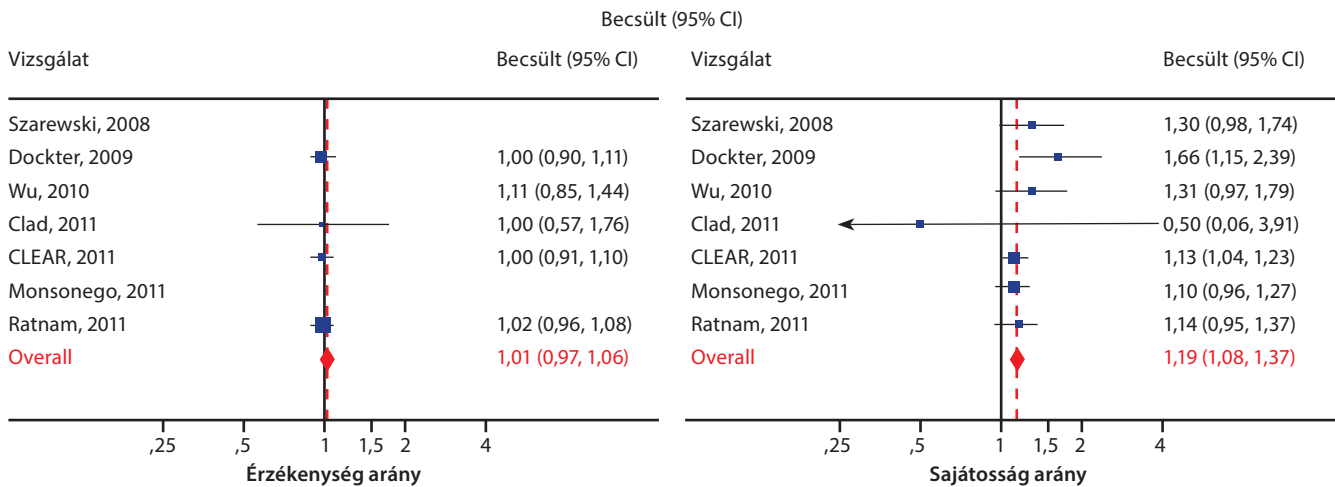 Becsült (95% CI)
Vizsgálat Becsült (95% CI)
Szarewski, 2008
Dockter, 2009 1,00 (0,90, 1,11)
Wu, 2010 1,11 (0,85, 1,44)
Clad, 2011 1,00 (0,57, 1,76)
CLEAR, 2011 1,00 (0,91, 1,10)
Monsonego, 2011
Ratnam, 2011 1,02 (0,96, 1,08)
Overall 1,01 (0,97, 1,06)
,25 ,5 1 1,5 2 4
Érzékenység arány
Vizsgálat Becsült (95% CI)
Szarewski, 2008 1,30 (0,98, 1,74)
Dockter, 2009 1,66 (1,15, 2,39)
Wu, 2010 1,31 (0,97, 1,79)
Clad, 2011 0,50 (0,06, 3,91)
CLEAR, 2011 1,13 (1,04, 1,23)
Monsonego, 2011 1,10 (0,96, 1,27)
Ratnam, 2011 1,14 (0,95, 1,37)
Overall 1,19 (1,08, 1,37)
,25 ,5 1 1,5 2 4
Sajátosság arány